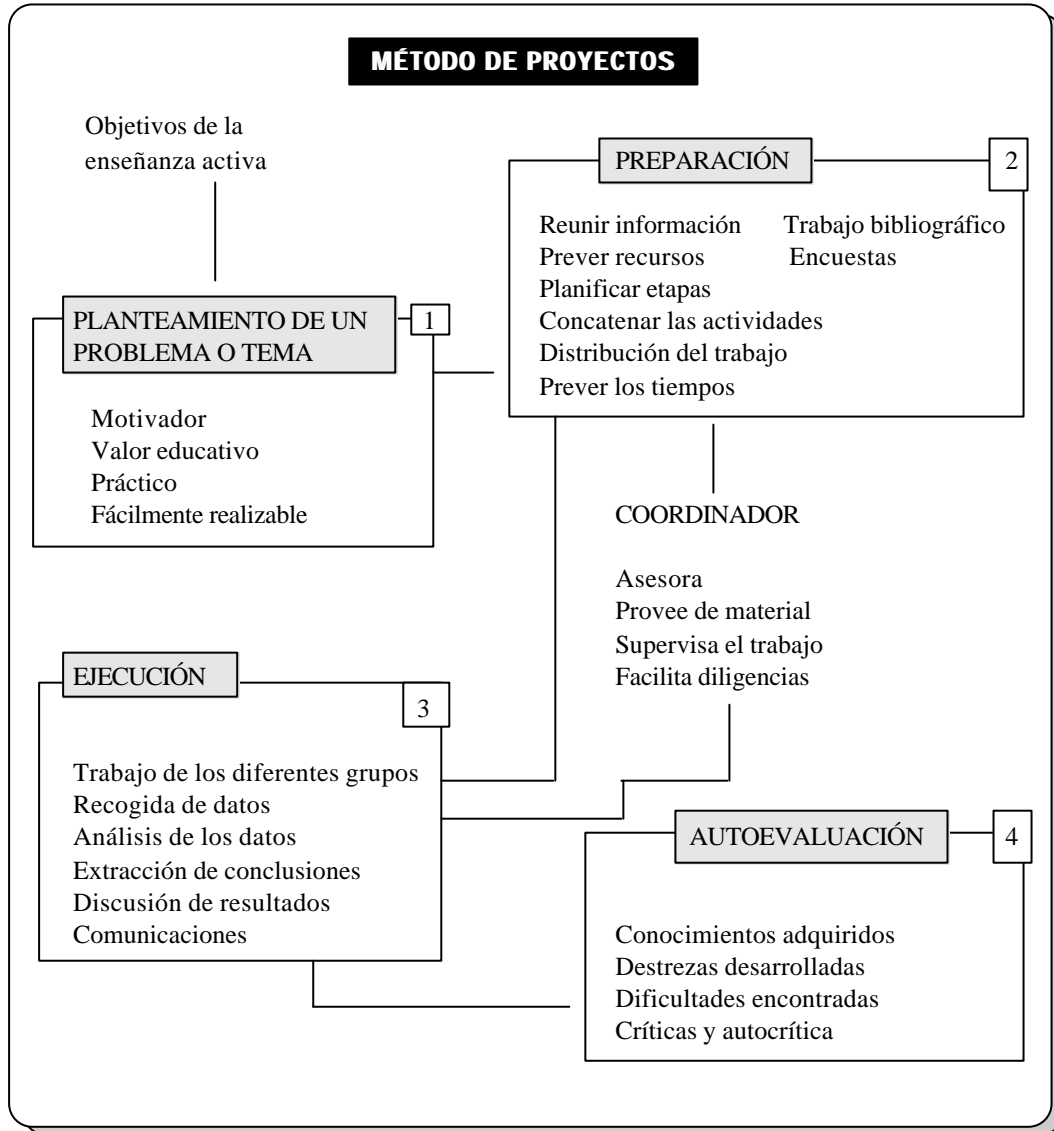 MÉTODO DE PROYECTOS
Objetivos de la
enseñanza activa
PLANTEAMIENTO DE UN
PROBLEMA O TEMA
1
Motivador
Valor educativo
Práctico
Fácilmente realizable
PREPARACIÓN
2
Reunir información Trabajo bibliográfico
Prever recursos Encuestas
Planificar etapas
Concatenar las actividades
Distribución del trabajo
Prever los tiempos
COORDINADOR
Asesora
Provee de material
Supervisa el trabajo
Facilita diligencias
EJECUCIÓN
3
Trabajo de los diferentes grupos
Recogida de datos
Análisis de los datos
Extracción de conclusiones
Discusión de resultados
Comunicaciones
AUTOEVALUACIÓN
4
Conocimientos adquiridos
Destrezas desarrolladas
Dificultades encontradas
Críticas y autocrítica